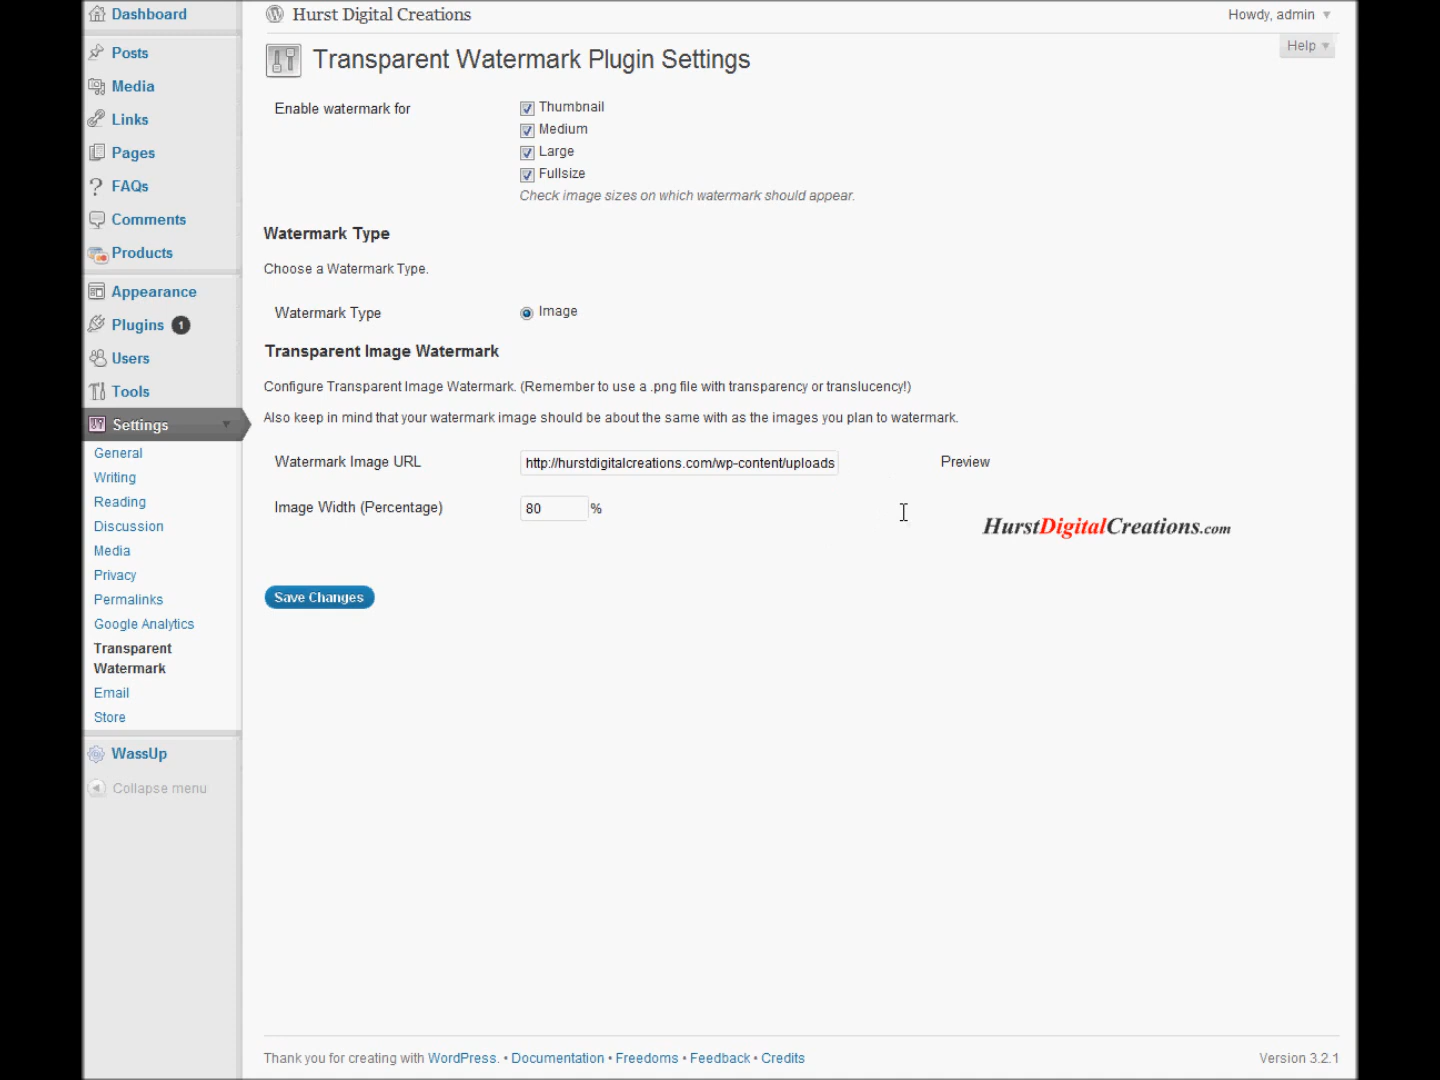 Dashboard
Posts
Media
Links
Pages
FAQs
Comments
Products
Appearance
Plugins 1
Users
Tools
Settings
General
Writing
Reading
Discussion
Media
Privacy
Permalinks
Google Analytics
Transparent
Watermark
Email
Store
WassUp
Collapse menu
Hurst Digital Creations
Howdy, admin
Help
Transparent Watermark Plugin Settings
Enable watermark for
Thumbnail
Medium
Large
Fullsize
Check image sizes on which watermark should appear.
Watermark Type
Choose a Watermark Type.
Watermark Type
Image
Transparent Image Watermark
Configure Transparent Image Watermark. (Remember to use a .png file with transparency or translucency!)
Also keep in mind that your watermark image should be about the same with as the images you plan to watermark.
Watermark Image URL
http://hurstdigitalcreations.com/wp-content/uploads
Preview
Image Width (Percentage)
80 %
HurstDigitalCreations.com
Save Changes
Thank you for creating with WordPress. • Documentation • Freedoms • Feedback • Credits
Version 3.2.1